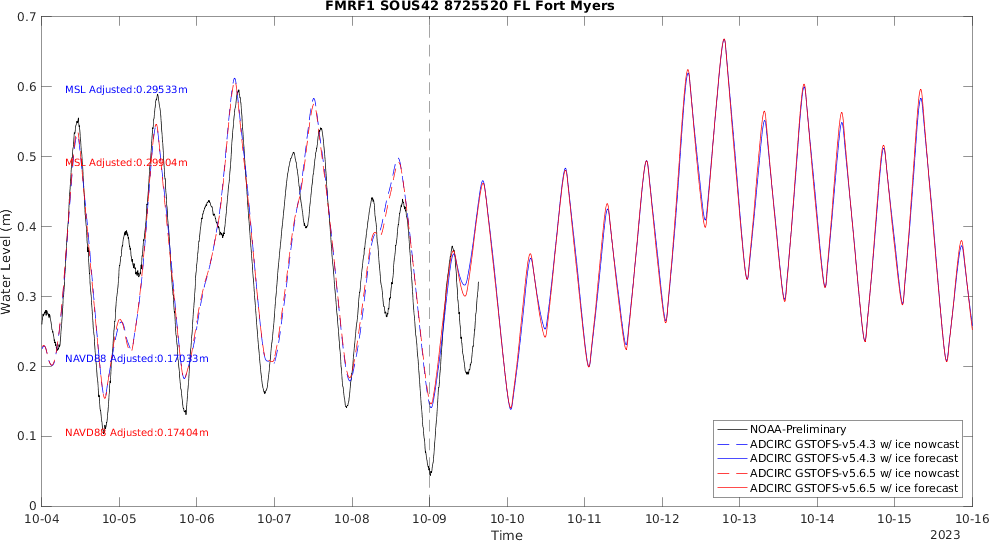 FMRF1 SOUS42 8725520 FL Fort Myers
Water Level (m)
0.7
0.6
0.5
0.4
0.3
0.2
0.1
0
MSL Adjusted:0.29533m
MSL Adjusted:0.29904m
NAVD88 Adjusted:0.17033m
NAVD88 Adjusted:0.17404m
NOAA-Preliminary
ADCIRC GSTOFS-v5.4.3 w/ ice nowcast
ADCIRC GSTOFS-v5.4.3 w/ ice forecast
ADCIRC GSTOFS-v5.6.5 w/ ice nowcast
ADCIRC GSTOFS-v5.6.5 w/ ice forecast
10-04 10-05 10-06 10-07 10-08 10-09 10-10 10-11 10-12 10-13 10-14 10-15 10-16
Time
2023